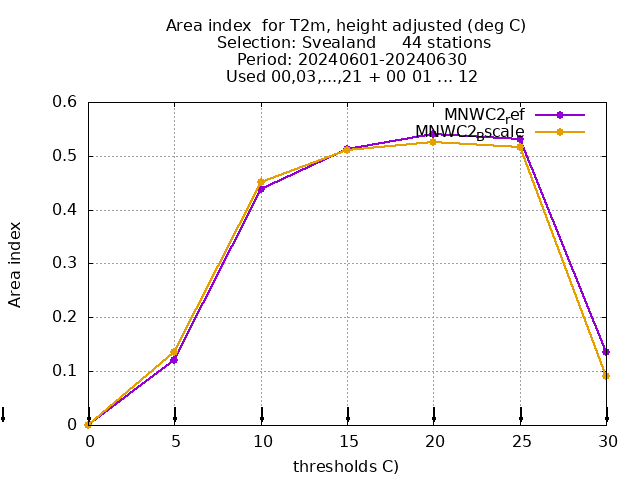 Area index  for T2m, height adjusted (deg C)
Selection: Svealand     44 stations
Period: 20240601-20240630
Used 00,03,...,21 + 00 01 ... 12
MNWC2ref
MNWC2Bscale
0.6
0.5
0.4
0.3
0.2
0.1
0
Area index
0 5 10 15 20 25 30
thresholds C)